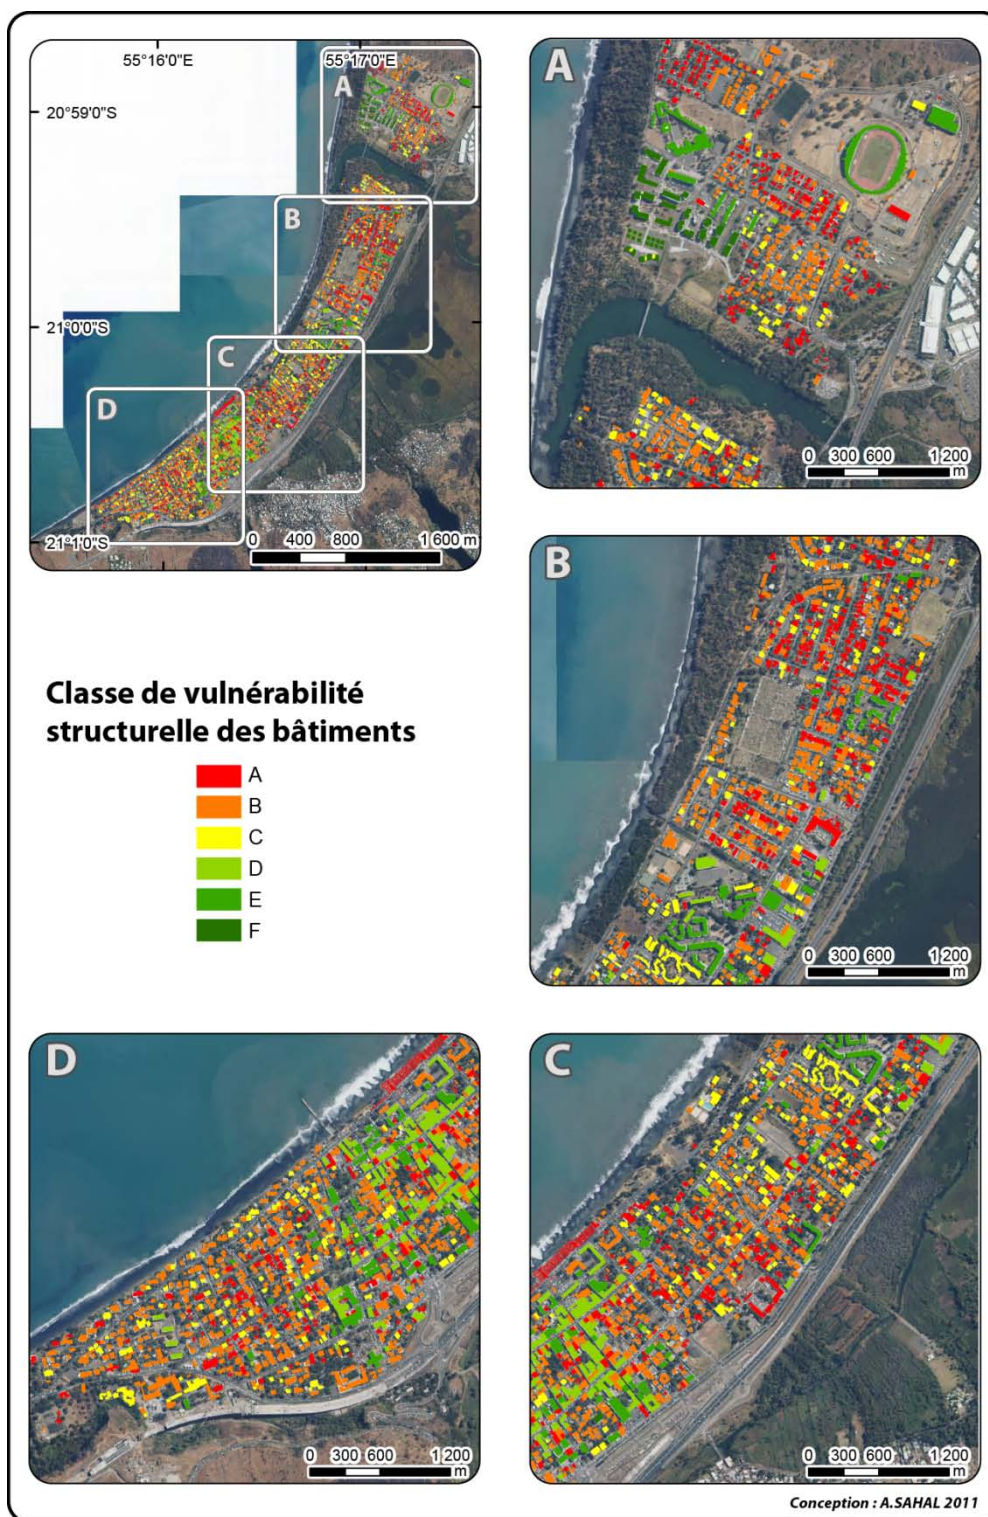 55°16'0"E
55°17'0"E
20°59'0"S
21°0'0"S
21°1'0"S
A
B
C
D
0 400 800 1 600 m
A
0 300 600 1 200
m
B
0 300 600 1 200
m
Classe de vulnérabilité
structurelle des bâtiments
A
B
C
D
E
F
D
0 300 600 1 200
m
C
0 300 600 1 200
m
Conception : A.SAHAL 2011